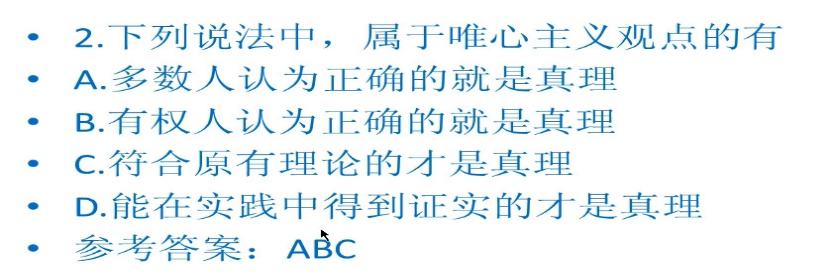 • 2.下列说法中，属于唯心主义观点的有
• A.多数人认为正确的就是真理
• B.有权人认为正确的就是真理
• C.符合原有理论的才是真理
• D.能在实践中得到证实的才是真理
• 参考答案：ABC